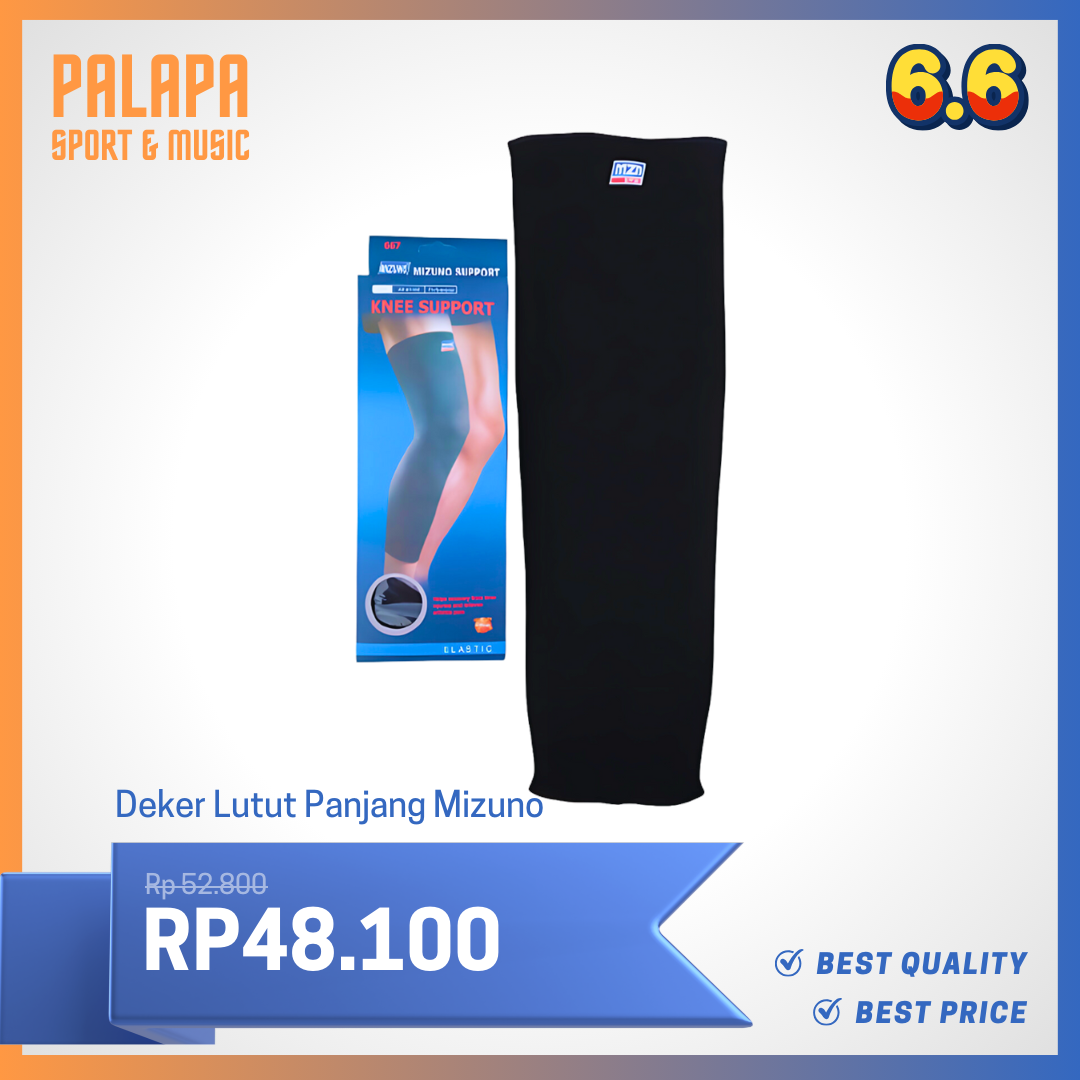 PALAPA
SPORT & MUSIC
6.6
MZN
667
MIZUNO MIZUNO SUPPORT
KNEE SUPPORT
ELASTIC
Deker Lutut Panjang Mizuno
Rp 52.800
RP48.100
BEST QUALITY
BEST PRICE